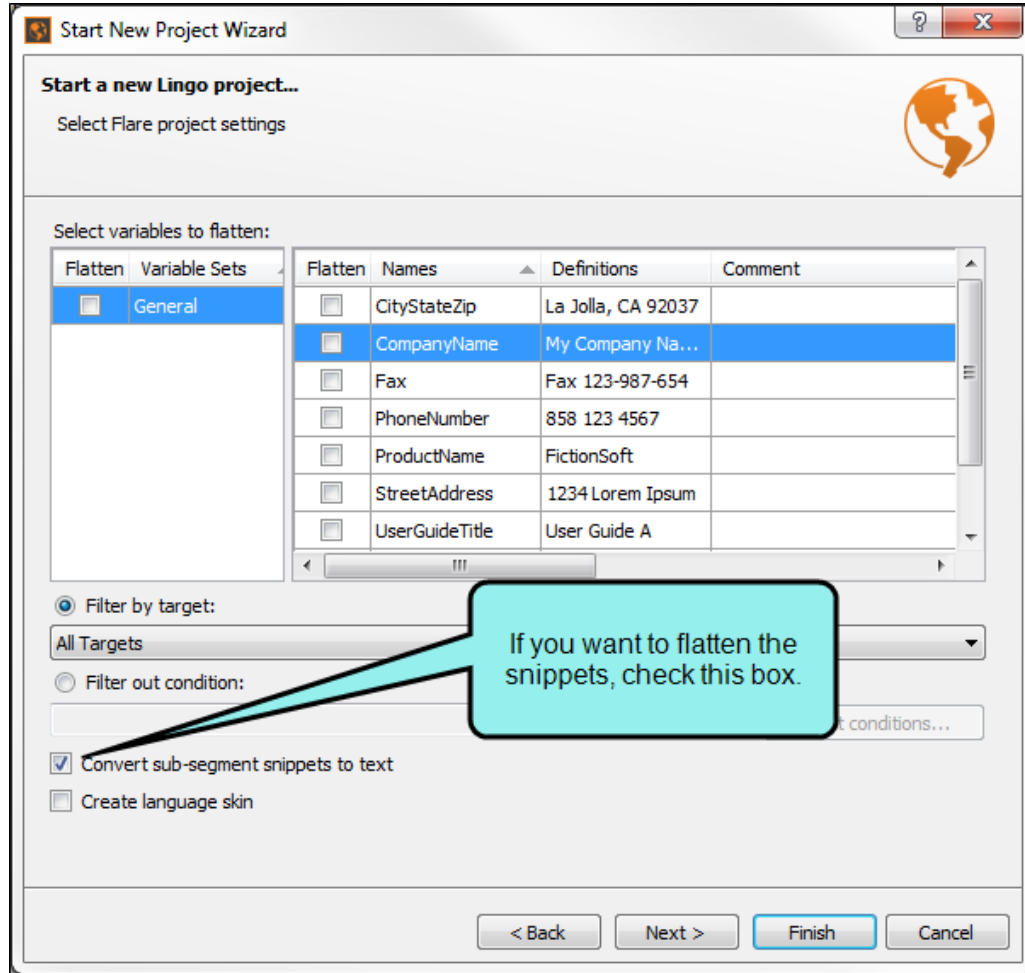 Start New Project Wizard
Start a new Lingo project...
Select Flare project settings
Select variables to flatten:
Flatten Variable Sets Flatten Names Definitions Comment
General CityStateZip La Jolla, CA 92037
CompanyName My Company Na...
Fax Fax 123-987-654
PhoneNumber 858 123 4567
ProductName FictionSoft
StreetAddress 1234 Lorem Ipsum
UserGuideTitle User Guide A
Filter by target:
All Targets
If you want to flatten the
snippets, check this box.
Filter out condition:
conditions...
Convert sub-segment snippets to text
Create language skin
< Back Next > Finish Cancel